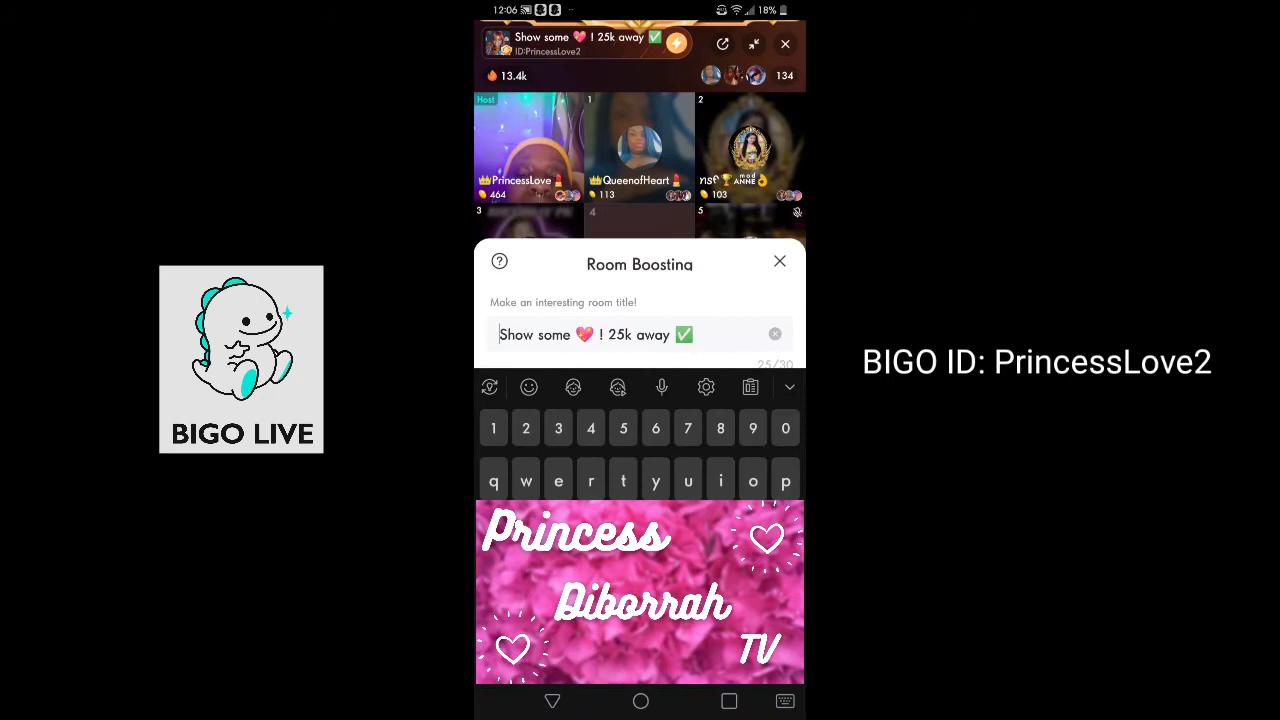 12:06
18%
Show some 💖 ! 25k away ✅
ID:PrincessLove2
🔥 13.4k
134
Host
1
2
👑PrincessLove💄
464
👑QueenofHeart💄
113
mod
ANNE👌
103
3
4
5
Room Boosting
Make an interesting room title!
Show some 💖 ! 25k away ✅
25/30
1 2 3 4 5 6 7 8 9 0
q w e r t y u i o p
Princess
Diborrah
TV
BIGO LIVE
BIGO ID: PrincessLove2